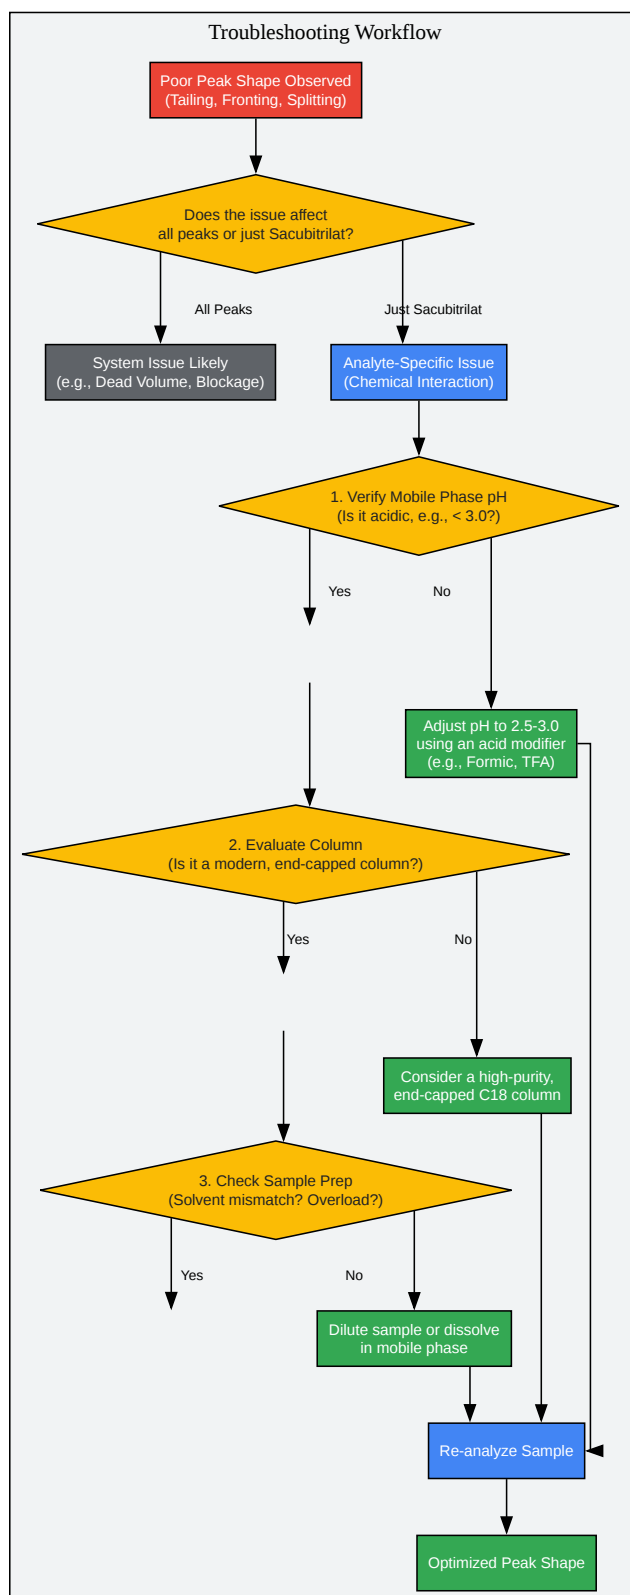 Troubleshooting Workflow
Poor Peak Shape Observed
(Tailing, Fronting, Splitting)
Does the issue affect
all peaks or just Sacubitrilat?
All Peaks
Just Sacubitrilat
System Issue Likely
(e.g., Dead Volume, Blockage)
Analyte-Specific Issue
(Chemical Interaction)
1. Verify Mobile Phase pH
(Is it acidic, e.g., < 3.0?)
Yes
No
Adjust pH to 2.5-3.0
using an acid modifier
(e.g., Formic, TFA)
2. Evaluate Column
(Is it a modern, end-capped column?)
Yes
No
Consider a high-purity,
end-capped C18 column
3. Check Sample Prep
(Solvent mismatch? Overload?)
Yes
No
Dilute sample or dissolve
in mobile phase
Re-analyze Sample
Optimized Peak Shape